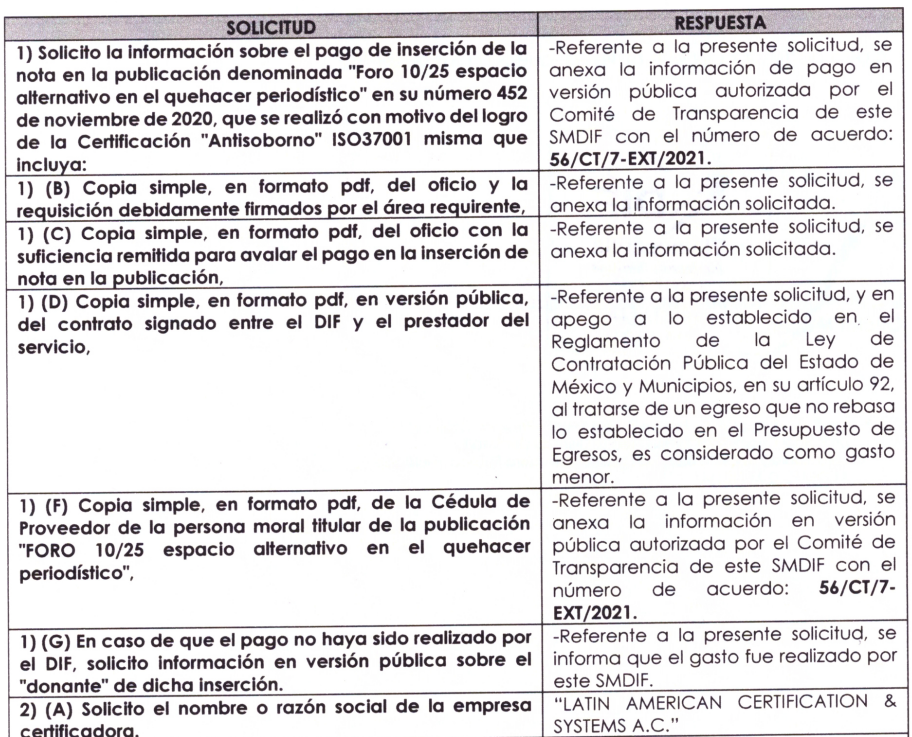 SOLICITUD
RESPUESTA
1) Solicito la información sobre el pago de inserción de la
nota en la publicación denominada "Foro 10/25 espacio
alternativo en el quehacer periodístico" en su número 452
de noviembre de 2020, que se realizó con motivo del logro
de la Certificación "Antisoborno" ISO37001 misma que
incluya:
-Referente a la presente solicitud, se
anexa la información de pago en
versión pública autorizada por el
Comité de Transparencia de este
SMDIF con el número de acuerdo:
56/CT/7-EXT/2021.
1) (B) Copia simple, en formato pdf, del oficio y la
requisición debidamente firmados por el área requirente,
-Referente a la presente solicitud, se
anexa la información solicitada.
1) (C) Copia simple, en formato pdf, del oficio con la
suficiencia remitida para avalar el pago en la inserción de
nota en la publicación,
-Referente a la presente solicitud, se
anexa la información solicitada.
1) (D) Copia simple, en formato pdf, en versión pública,
del contrato signado entre el DIF y el prestador del
servicio,
-Referente a la presente solicitud, y en
apego a lo establecido en el
Reglamento de la Ley de
Contratación Pública del Estado de
México y Municipios, en su artículo 92,
al tratarse de un egreso que no rebasa
lo establecido en el Presupuesto de
Egresos, es considerado como gasto
menor.
1) (F) Copia simple, en formato pdf, de la Cédula de
Proveedor de la persona moral titular de la publicación
"FORO 10/25 espacio alternativo en el quehacer
periodístico",
-Referente a la presente solicitud, se
anexa la información en versión
pública autorizada por el Comité de
Transparencia de este SMDIF con el
número de acuerdo: 56/CT/7-
EXT/2021.
1) (G) En caso de que el pago no haya sido realizado por
el DIF, solicito información en versión pública sobre el
"donante" de dicha inserción.
-Referente a la presente solicitud, se
informa que el gasto fue realizado por
este SMDIF.
2) (A) Solicito el nombre o razón social de la empresa
certificadora.
"LATIN AMERICAN CERTIFICATION &
SYSTEMS A.C."